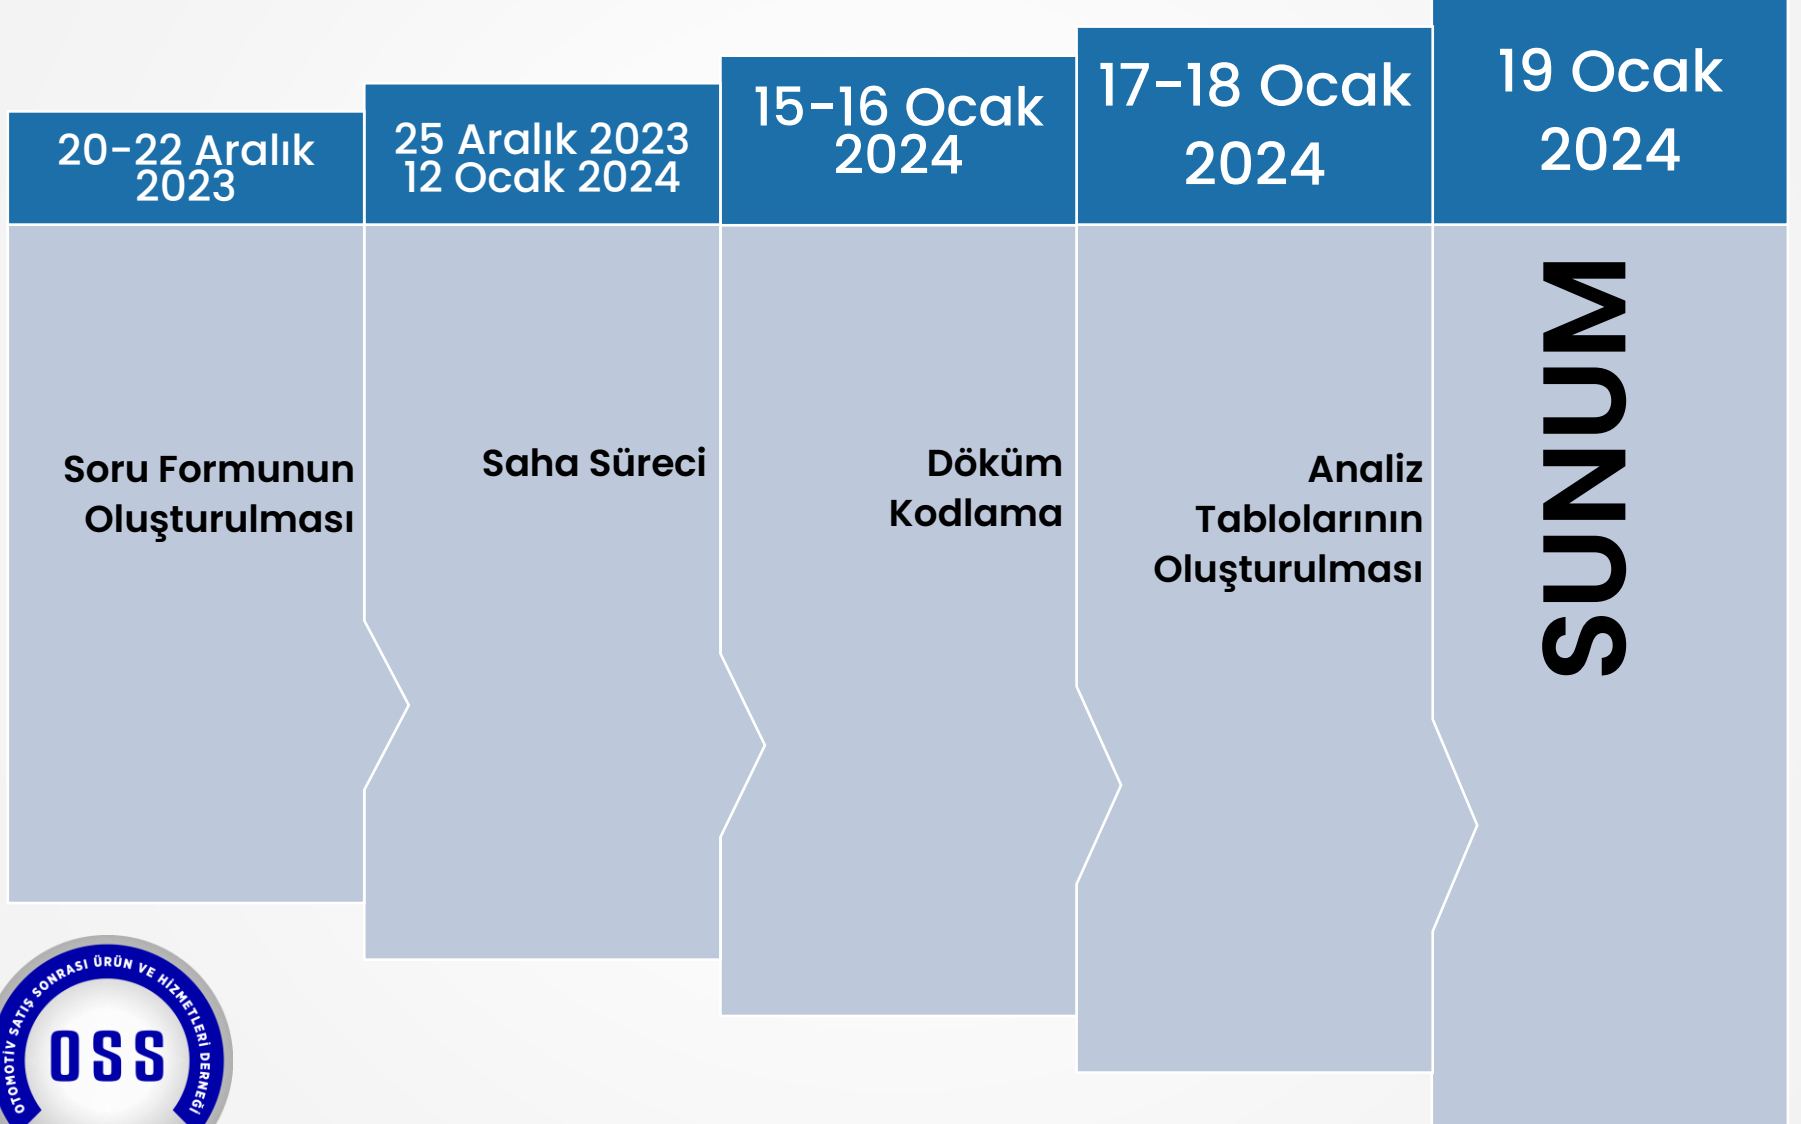 20-22 Aralık
2023
25 Aralık 2023
12 Ocak 2024
15-16 Ocak
2024
17-18 Ocak
2024
19 Ocak
2024
Soru Formunun
Oluşturulması
Saha Süreci
Döküm
Kodlama
Analiz
Tablolarının
Oluşturulması
SUNUM
OTOMOTİV SATIŞ SONRASI ÜRÜN VE HİZMETLERİ DERNEĞİ
OSS